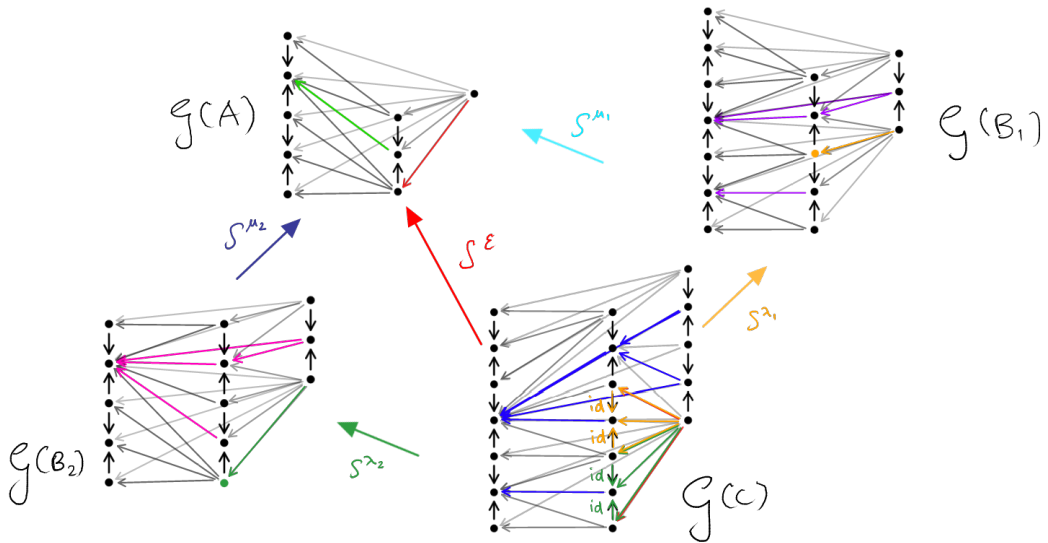 𝒢(A)
S^{μ₁}
𝒢(B₁)
S^{μ₂}
S^ε
S^{λ₁}
id
id
𝒢(B₂)
S^{λ₂}
id
id
𝒢(C)